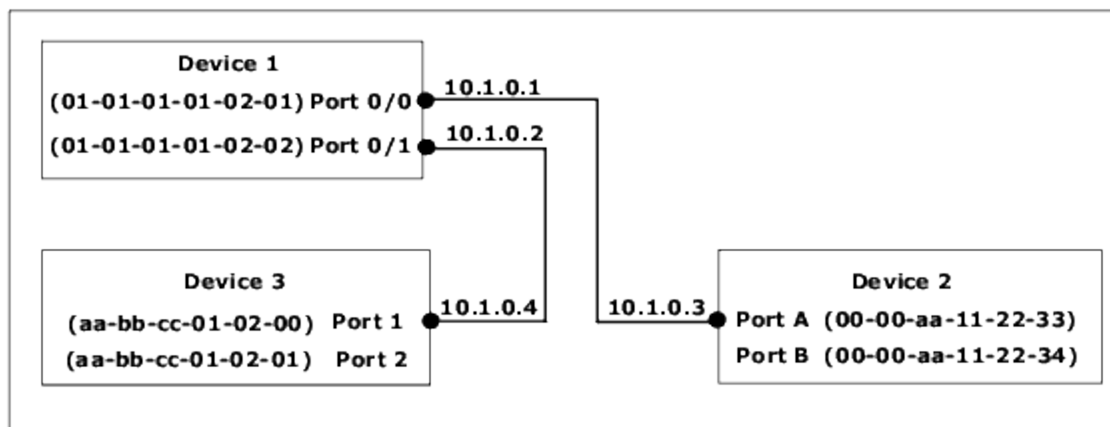 Device 1
(01-01-01-01-02-01) Port 0/0
10.1.0.1
(01-01-01-01-02-02) Port 0/1
10.1.0.2
Device 3
(aa-bb-cc-01-02-00) Port 1
10.1.0.4
(aa-bb-cc-01-02-01) Port 2
Device 2
10.1.0.3
Port A (00-00-aa-11-22-33)
Port B (00-00-aa-11-22-34)